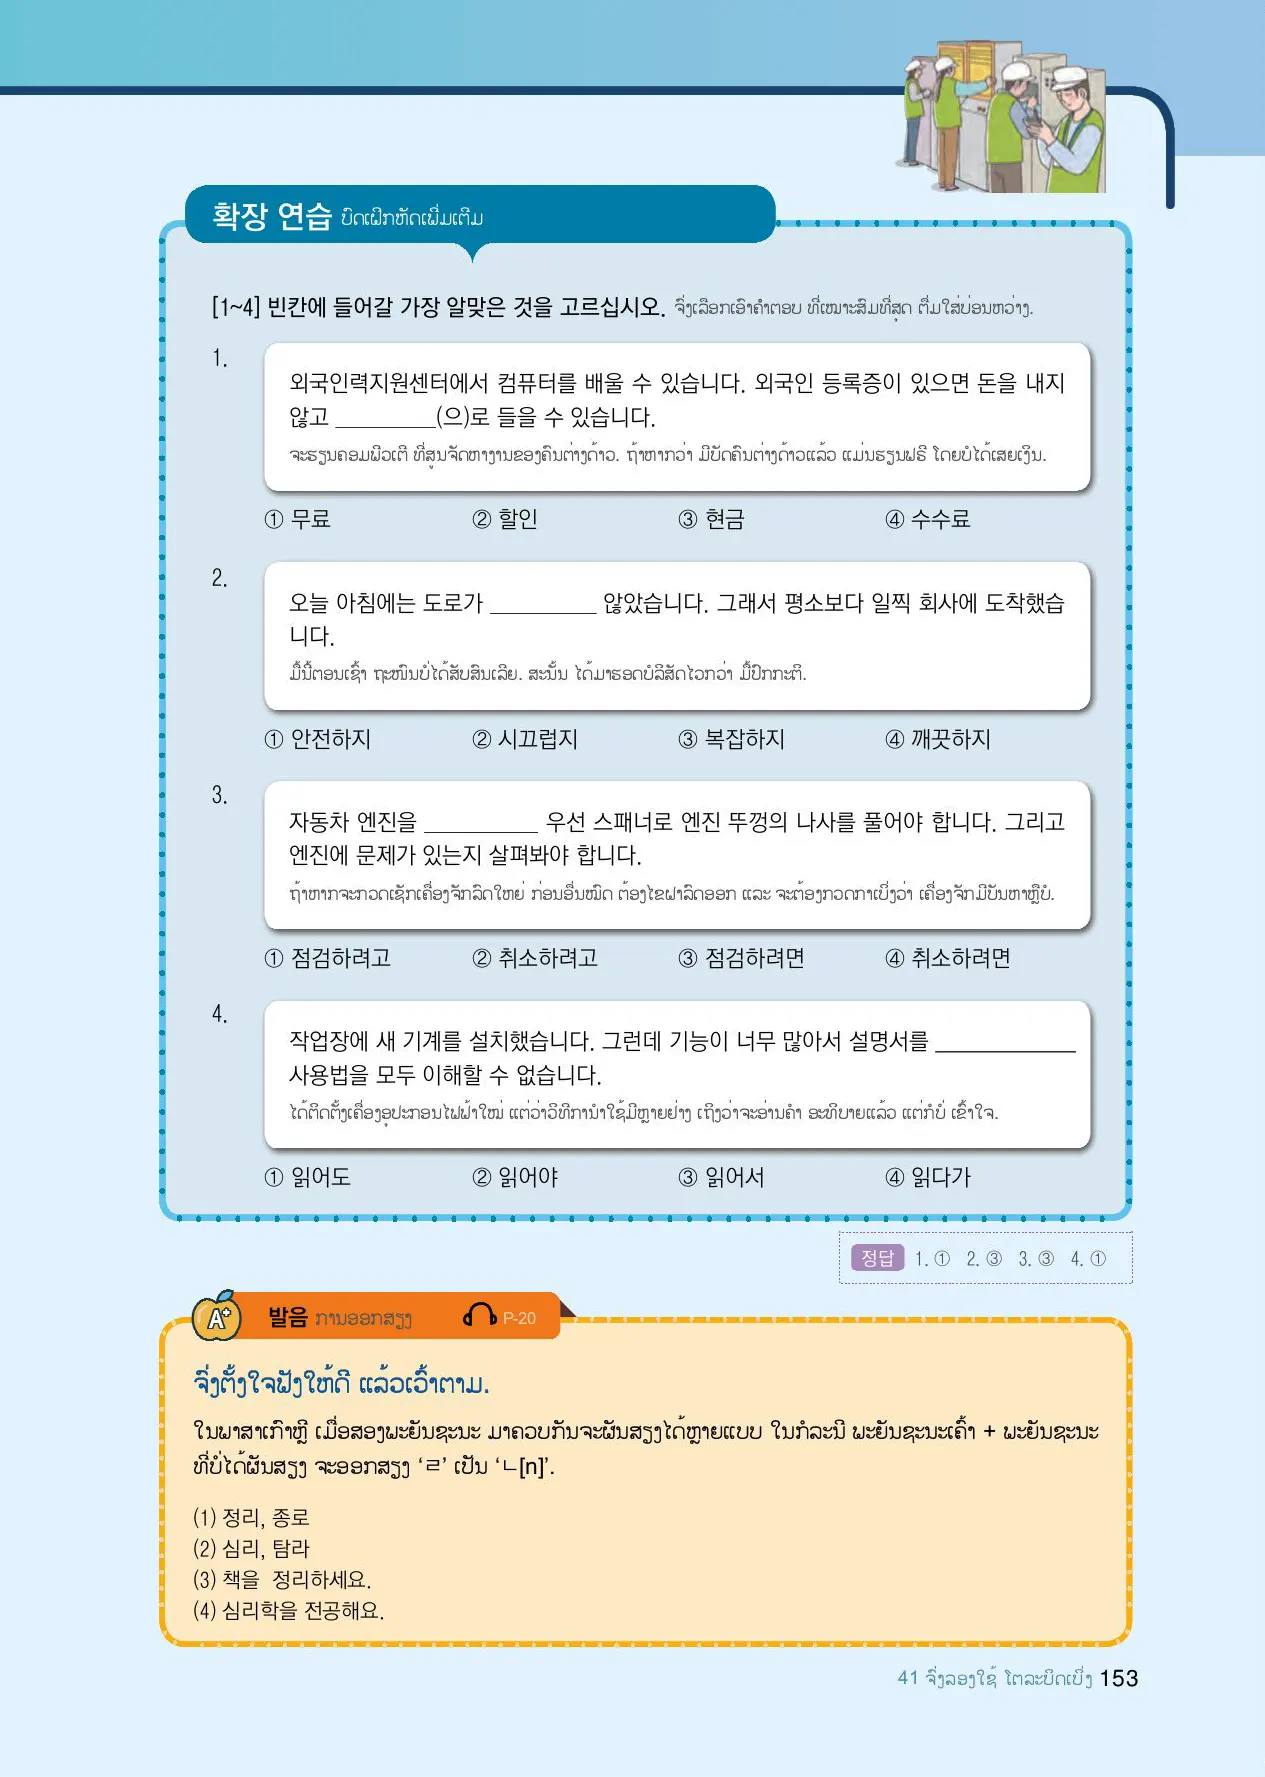 확장 연습 ບົດເຝິກຫັດເພີ່ມເຕີມ
[1~4] 빈칸에 들어갈 가장 알맞은 것을 고르십시오. ຈົ່ງເລືອກເອົາຄຳຕອບ ທີ່ເໝາະສົມທີ່ສຸດ ຕື່ມໃສ່ບ່ອນຫວ່າງ.
1.
외국인력지원센터에서 컴퓨터를 배울 수 있습니다. 외국인 등록증이 있으면 돈을 내지
않고 _________(으)로 들을 수 있습니다.
ຈະຮຽນຄອມພິວເຕີ ທີ່ສູນຈັດຫາງານຂອງຄົນຕ່າງດ້າວ. ຖ້າຫາກວ່າ ມີບັດຄົນຕ່າງດ້າວແລ້ວ ແມ່ນຮຽນຟຣີ ໂດຍບໍ່ໄດ້ເສຍເງິນ.
① 무료 ② 할인 ③ 현금 ④ 수수료
2.
오늘 아침에는 도로가 _________ 않았습니다. 그래서 평소보다 일찍 회사에 도착했습
니다.
ມື້ນີ້ຕອນເຊົ້າ ຖະໜົນບໍ່ໄດ້ສັບສົນເລີຍ. ສະນັ້ນ ໄດ້ມາຮອດບໍລິສັດໄວກວ່າ ມື້ປົກກະຕິ.
① 안전하지 ② 시끄럽지 ③ 복잡하지 ④ 깨끗하지
3.
자동차 엔진을 _________ 우선 스패너로 엔진 뚜껑의 나사를 풀어야 합니다. 그리고
엔진에 문제가 있는지 살펴봐야 합니다.
ຖ້າຫາກຈະກວດເຊັກເຄື່ອງຈັກລົດໃຫຍ່ ກ່ອນອື່ນໝົດ ຕ້ອງໄຂຝາລົດອອກ ແລະ ຈະຕ້ອງກວດກາເບິ່ງວ່າ ເຄື່ອງຈັກມີບັນຫາຫຼືບໍ.
① 점검하려고 ② 취소하려고 ③ 점검하려면 ④ 취소하려면
4.
작업장에 새 기계를 설치했습니다. 그런데 기능이 너무 많아서 설명서를 ____________
사용법을 모두 이해할 수 없습니다.
ໄດ້ຕິດຕັ້ງເຄື່ອງອຸປະກອນໄຟຟ້າໃໝ່ ແຕ່ວ່າວິທີການຳໃຊ້ມີຫຼາຍຢ່າງ ເຖິງວ່າຈະອ່ານຄຳ ອະທິບາຍແລ້ວ ແຕ່ກໍບໍ່ ເຂົ້າໃຈ.
① 읽어도 ② 읽어야 ③ 읽어서 ④ 읽다가
정답 1. ① 2. ③ 3. ③ 4. ①
A+ 발음 ການອອກສຽງ P-20
ຈົ່ງຕັ້ງໃຈຟັງໃຫ້ດີ ແລ້ວເວົ້າຕາມ.
ໃນພາສາເກົາຫຼີ ເມື່ອສອງພະຍັນຊະນະ ມາຄວບກັນຈະຜັນສຽງໄດ້ຫຼາຍແບບ ໃນກໍລະນີ ພະຍັນຊະນະເຄົ້າ + ພະຍັນຊະນະ
ທີ່ບໍ່ໄດ້ຜັນສຽງ ຈະອອກສຽງ ‘ㄹ’ ເປັນ ‘ㄴ[n]’.
(1) 정리, 종로
(2) 심리, 탐라
(3) 책을 정리하세요.
(4) 심리학을 전공해요.
41 ຈົ່ງລອງໃຊ້ ໂຕລະບິດເບິ່ງ 153